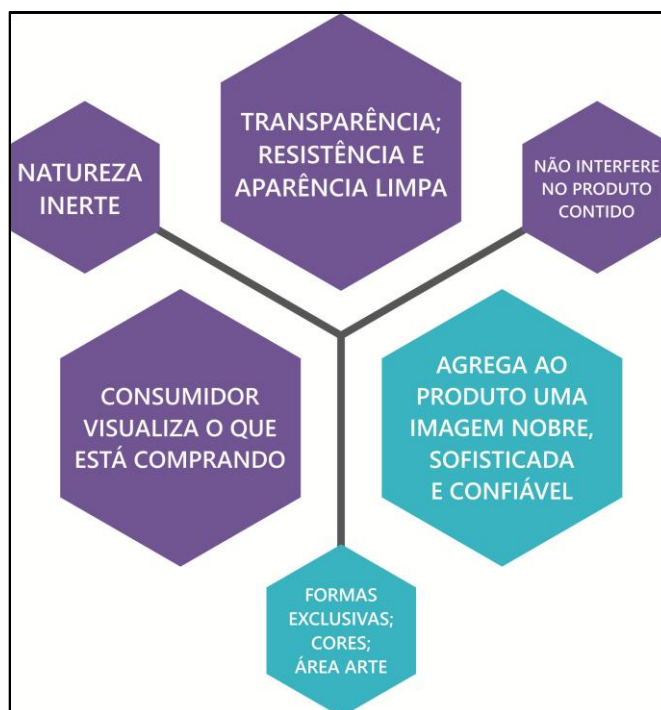 TRANSPARÊNCIA;
RESISTÊNCIA E
APARÊNCIA LIMPA
NATUREZA
INERTE
NÃO INTERFERE
NO PRODUTO
CONTIDO
CONSUMIDOR
VISUALIZA O QUE
ESTÁ COMPRANDO
AGREGA AO
PRODUTO UMA
IMAGEM NOBRE,
SOFISTICADA
E CONFIÁVEL
FORMAS
EXCLUSIVAS;
CORES;
ÁREA ARTE